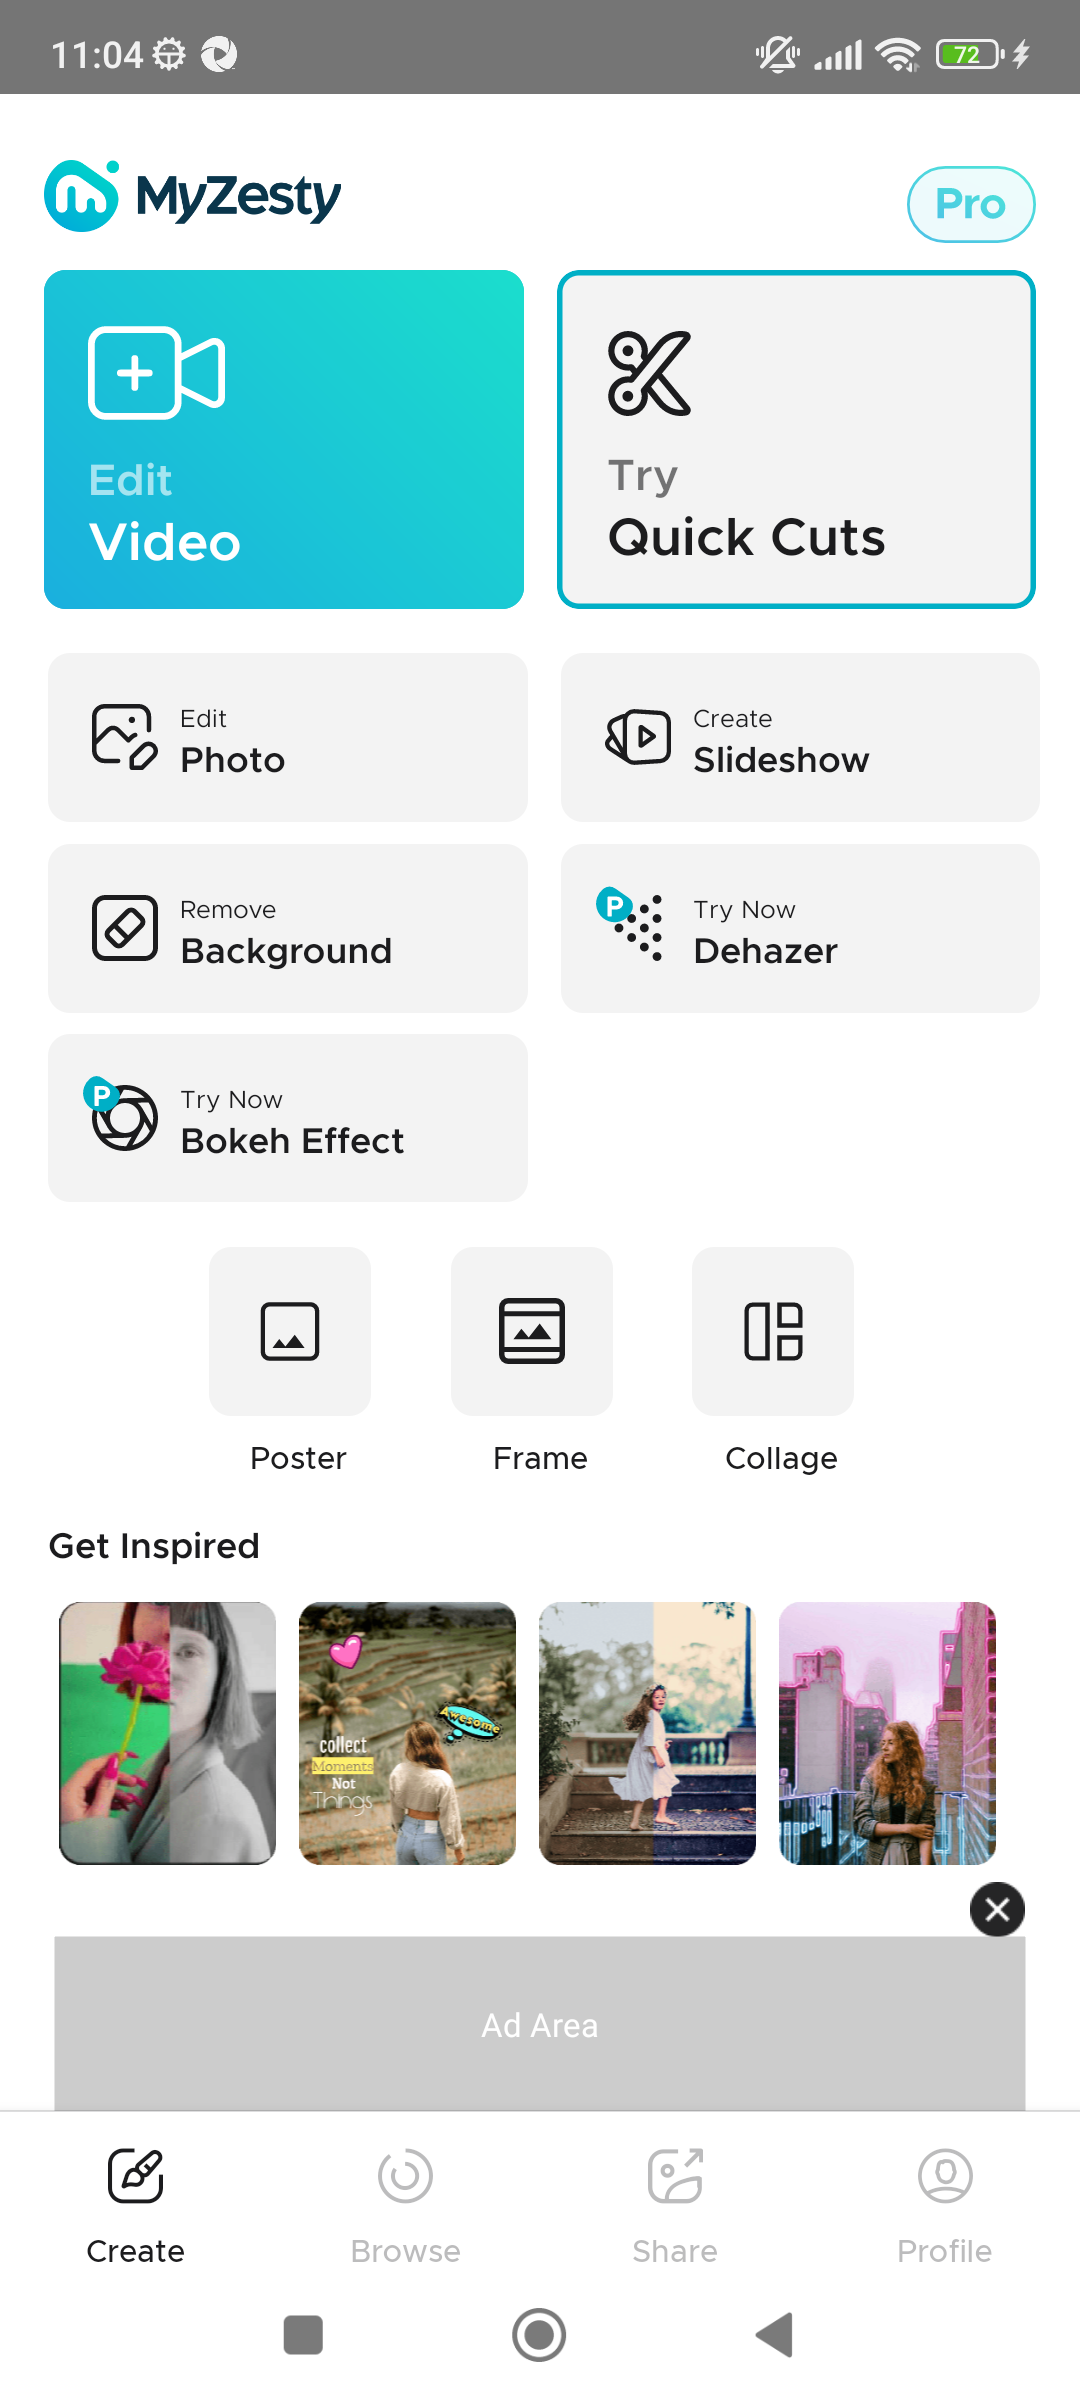 11:04
72
MyZesty
Pro
Edit
Video
Try
Quick Cuts
Edit
Photo
Create
Slideshow
Remove
Background
P
Try Now
Dehazer
P
Try Now
Bokeh Effect
Poster
Frame
Collage
Get Inspired
Awesome
collect
Moments
Not
Things
Ad Area
Create
Browse
Share
Profile